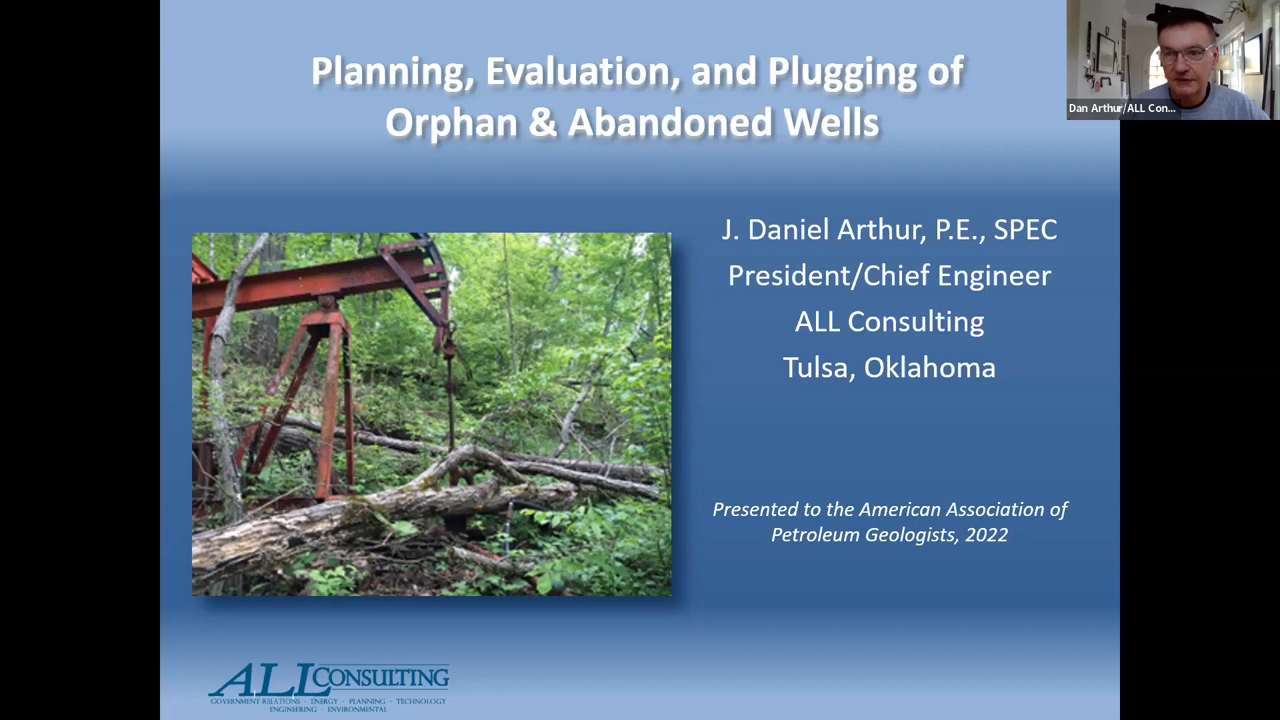 Planning, Evaluation, and Plugging of
Orphan & Abandoned Wells
Dan Arthur/ALL Con...
J. Daniel Arthur, P.E., SPEC
President/Chief Engineer
ALL Consulting
Tulsa, Oklahoma
Presented to the American Association of
Petroleum Geologists, 2022
ALL CONSULTING
GOVERNMENT RELATIONS · ENERGY · PLANNING · TECHNOLOGY
ENGINEERING · ENVIRONMENTAL